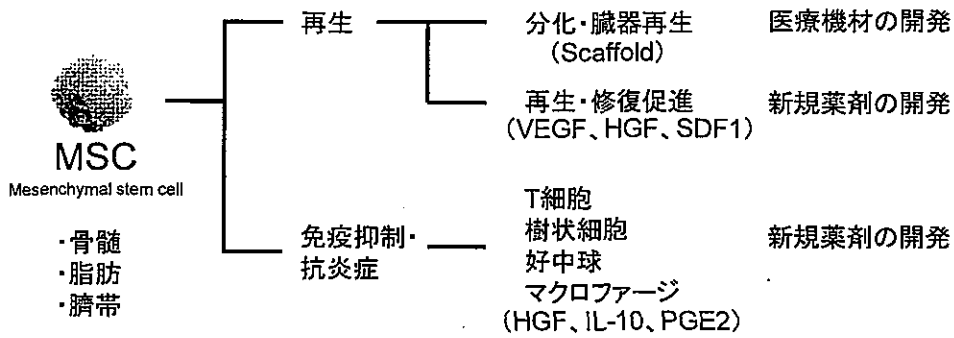 MSC
Mesenchymal stem cell
・骨髄
・脂肪
・臍帯
再生
分化・臓器再生
(Scaffold)
医療機材の開発
再生・修復促進
(VEGF、HGF、SDF1)
新規薬剤の開発
免疫抑制・
抗炎症
T細胞
樹状細胞
好中球
マクロファージ
(HGF、IL-10、PGE2)
新規薬剤の開発